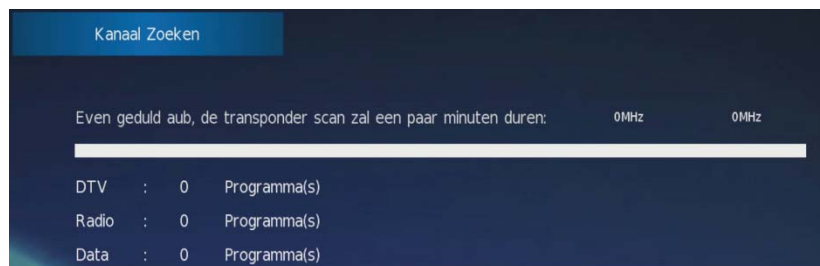 Kanaal Zoeken
Even geduld aub, de transponder scan zal een paar minuten duren: 0MHz 0MHz
DTV : 0 Programma(s)
Radio : 0 Programma(s)
Data : 0 Programma(s)